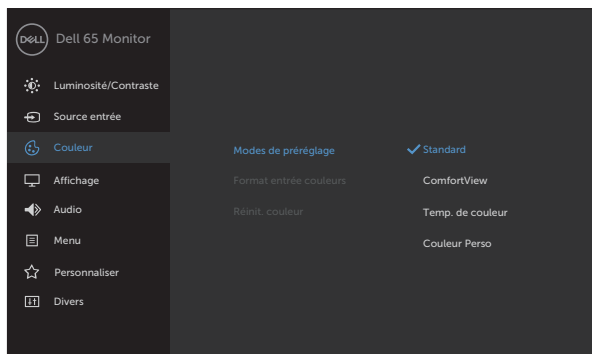 DELL Dell 65 Monitor
Luminosité/Contraste
Source entrée
Couleur
Modes de préréglage
Standard
Format entrée couleurs
ComfortView
Réinit. couleur
Temp. de couleur
Couleur Perso
Affichage
Audio
Menu
Personnaliser
Divers